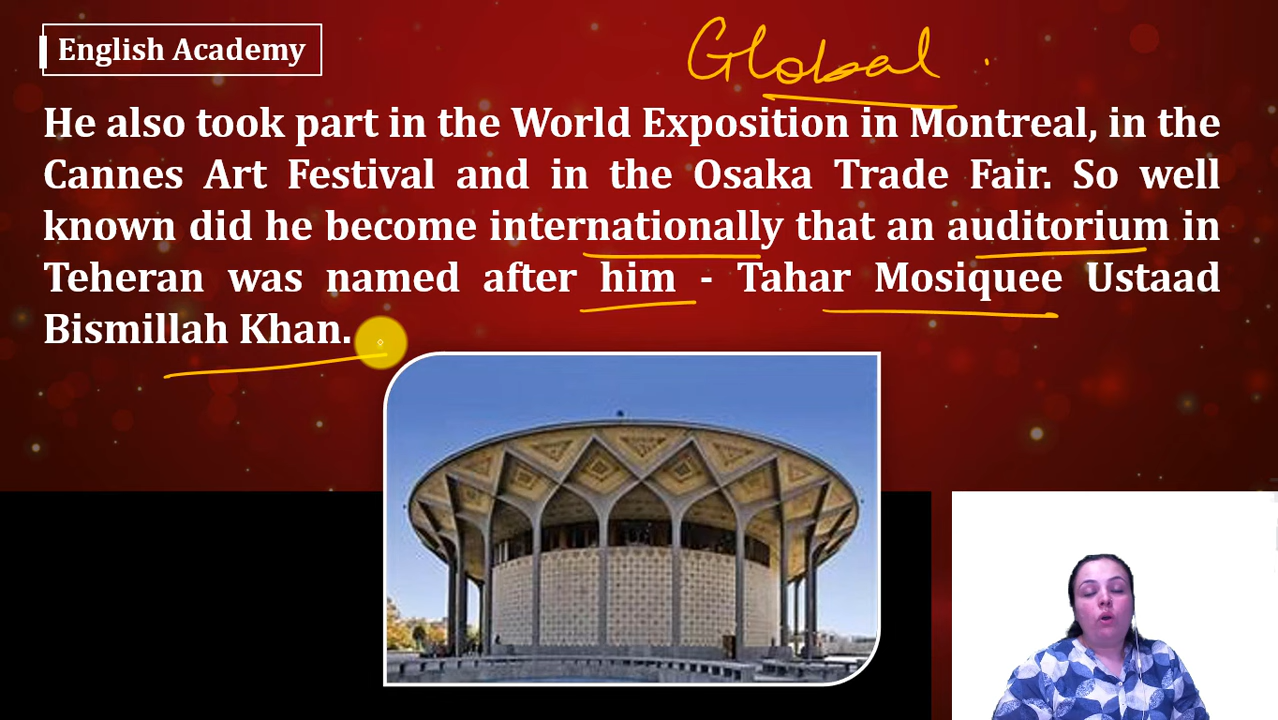 Global
English Academy
He also took part in the World Exposition in Montreal, in the
Cannes Art Festival and in the Osaka Trade Fair. So well
known did he become internationally that an auditorium in
Teheran was named after him - Tahar Mosiquee Ustaad
Bismillah Khan.